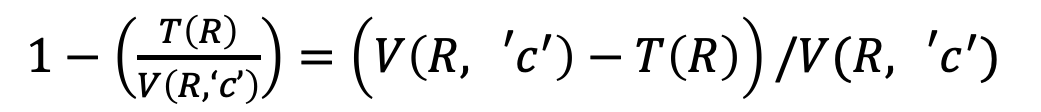 1 − (T(R)/V(R,‘c’)) = (V(R, ′c′) − T(R))/V(R, ′c′)